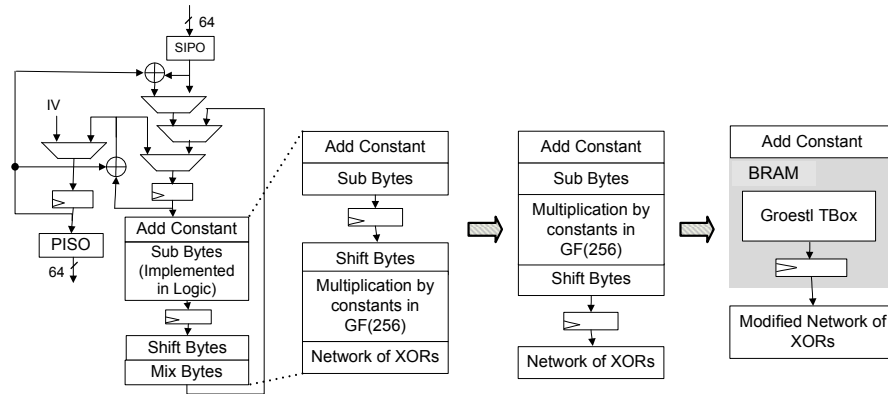 64
SIPO
IV
PISO
64
Add Constant
Sub Bytes
(Implemented
in Logic)
Shift Bytes
Mix Bytes
Add Constant
Sub Bytes
Shift Bytes
Multiplication by
constants in
GF(256)
Network of XORs
Add Constant
Sub Bytes
Multiplication by
constants in
GF(256)
Shift Bytes
Network of XORs
Add Constant
BRAM
Groestl TBox
Modified Network of
XORs